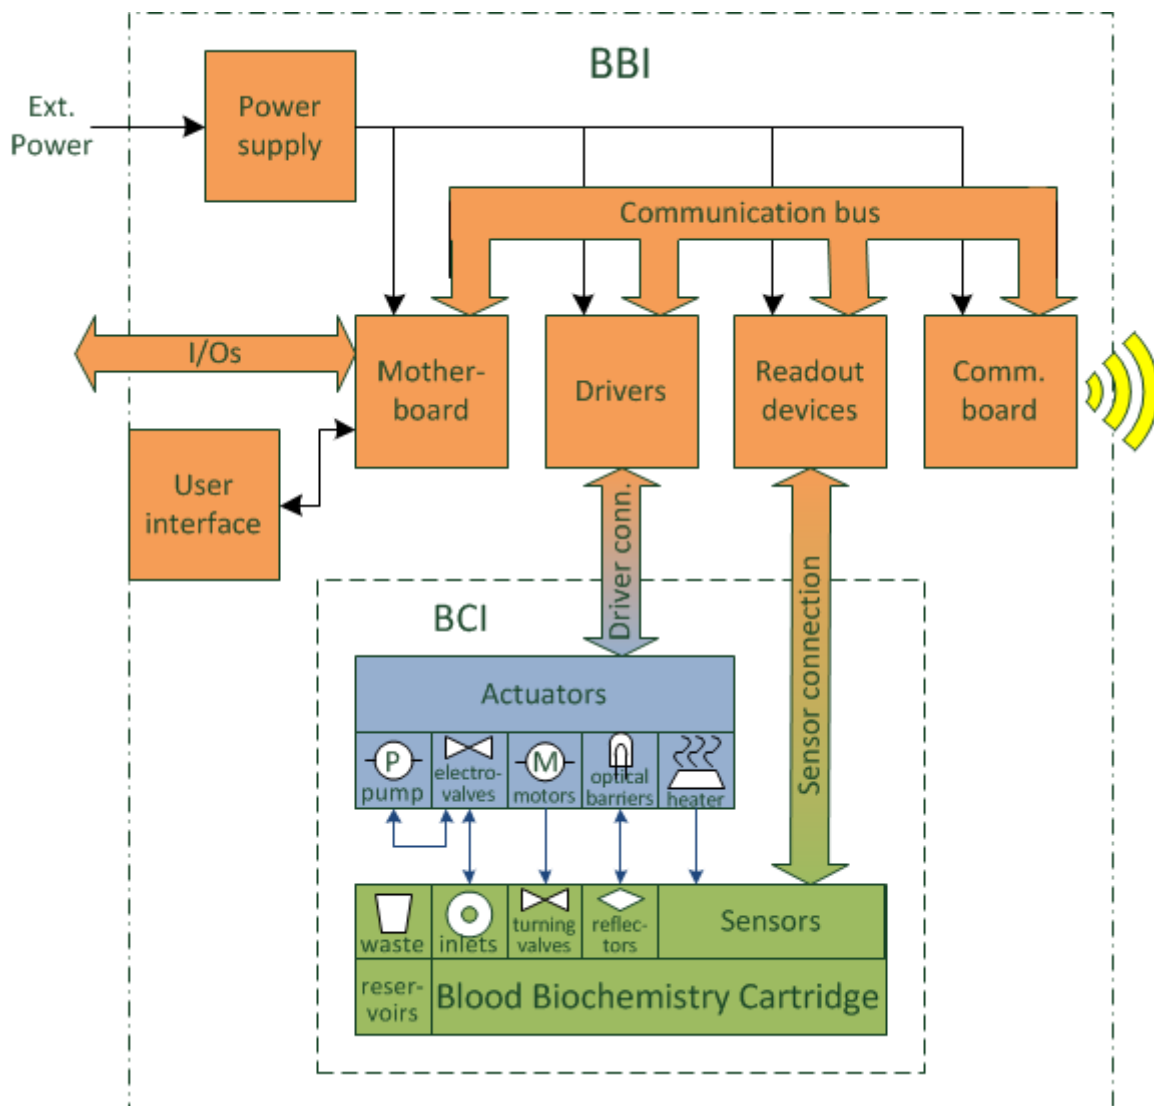 BBI
Ext.
Power
Power
supply
Communication bus
I/Os
Mother-
board
Drivers
Readout
devices
Comm.
board
User
interface
Driver conn.
Sensor connection
BCI
Actuators
P
pump
electro-
valves
M
motors
optical
barriers
heater
waste
inlets
turning
valves
reflec-
tors
Sensors
reser-
voirs
Blood Biochemistry Cartridge